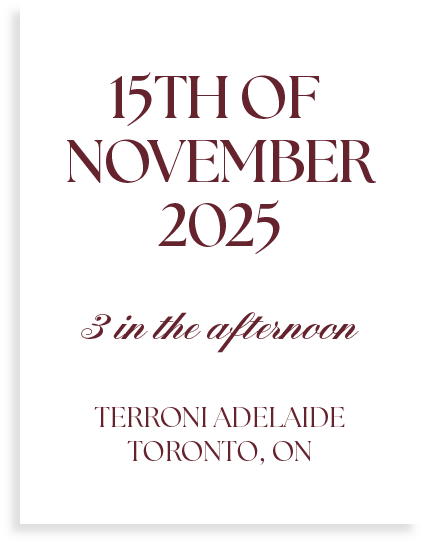 15TH OF
NOVEMBER
2025
3 in the afternoon
TERRONI ADELAIDE
TORONTO, ON